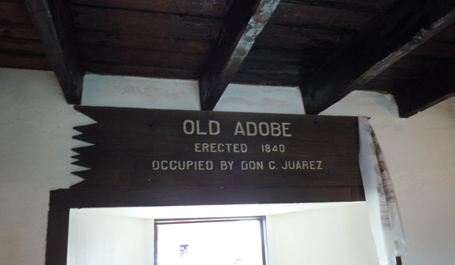 OLD ADOBE
ERECTED 1840
OCCUPIED BY DON C. JUAREZ